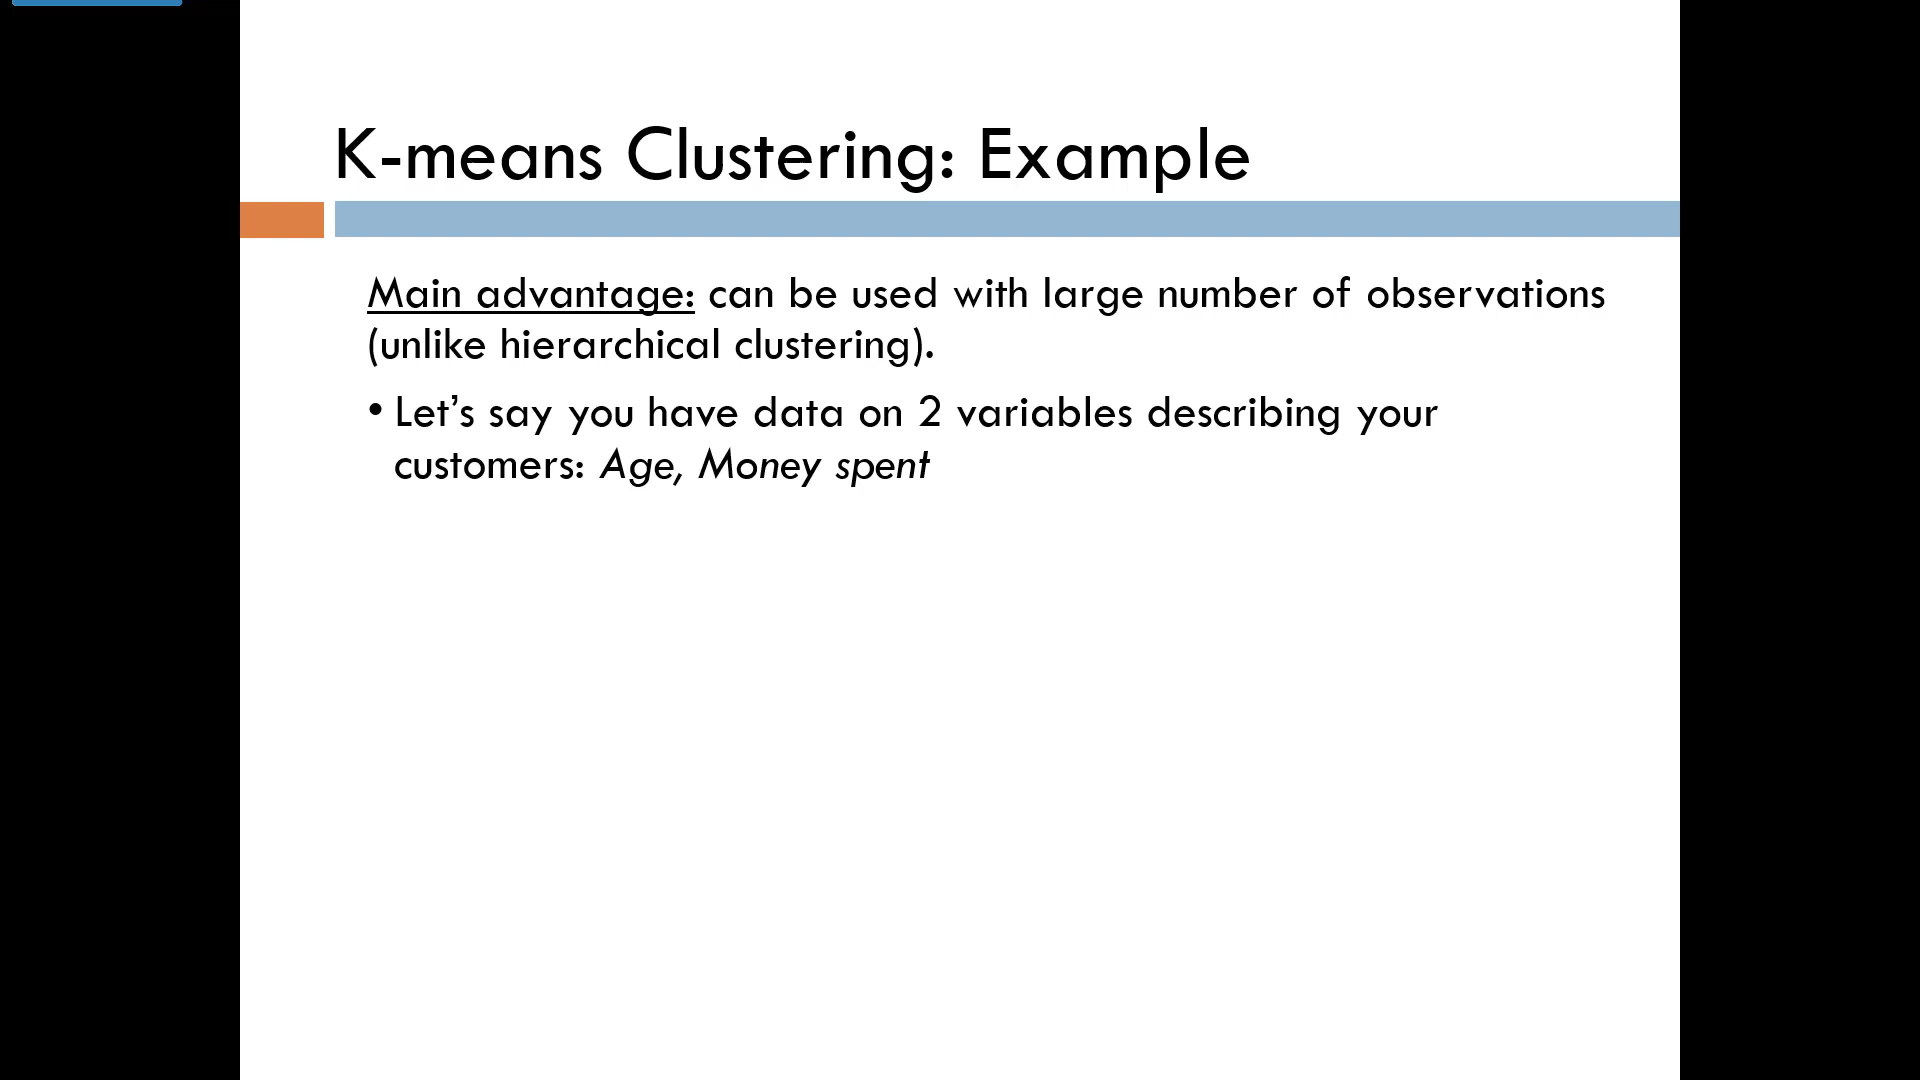 K-means Clustering: Example
Main advantage: can be used with large number of observations
(unlike hierarchical clustering).
• Let’s say you have data on 2 variables describing your
customers: Age, Money spent